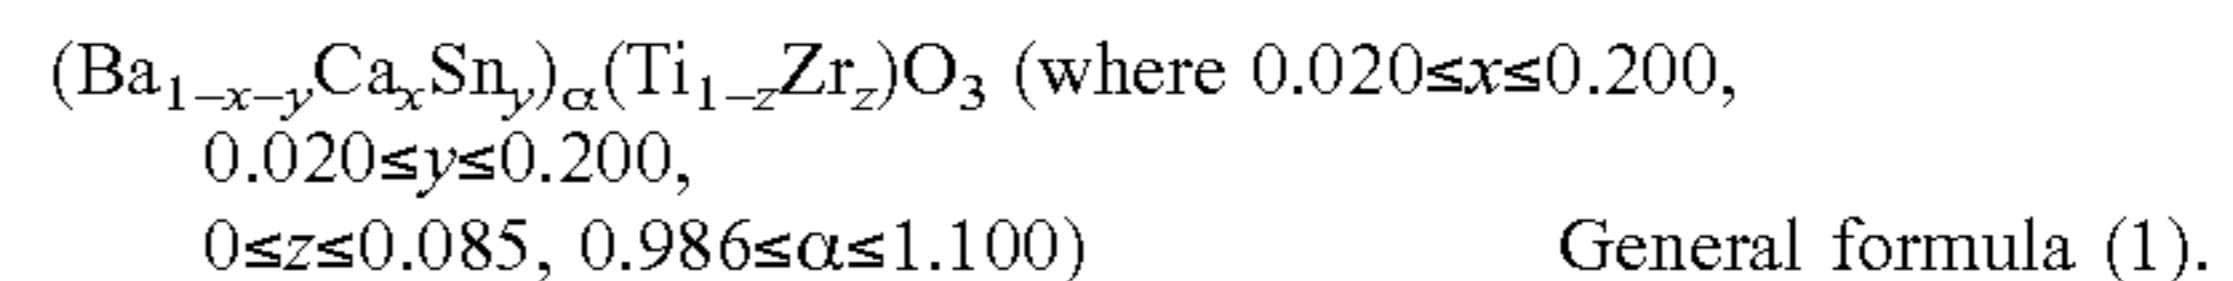 (Ba₁₋ₓ₋ᵧCaₓSnᵧ)α(Ti₁₋zZrz)O₃ (where 0.020≤x≤0.200,
0.020≤y≤0.200,
0≤z≤0.085, 0.986≤α≤1.100) General formula (1).